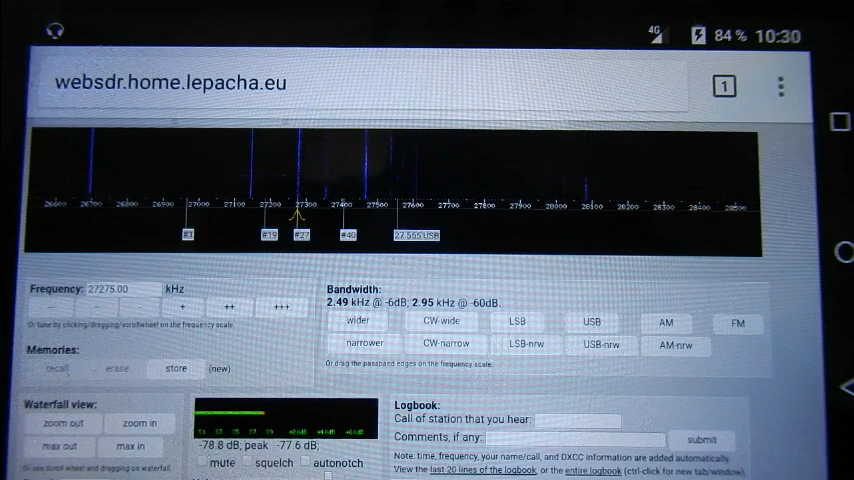 4G 84 % 10:30
websdr.home.lepacha.eu 1
26600 26700 26800 26900 27000 27100 27200 27300 27400 27500 27600 27700 27800 27900 28000 28100 28200 28300 28400 28500
#1 #19 #27 #40 27.555 USB
Frequency: 27275.00 kHz
+ ++ +++
Or tune by clicking/dragging/scrollwheel on the frequency scale.
Memories:
recall erase store (new)
Bandwidth:
2.49 kHz @ -6dB; 2.95 kHz @ -60dB.
wider CW-wide LSB USB AM FM
narrower CW-narrow LSB-nrw USB-nrw AM-nrw
Or drag the passband edges on the frequency scale.
Waterfall view:
zoom out zoom in
max out max in
Or use scroll wheel and dragging on waterfall.
S1 S3 S5 S7 S9 +20dB +40dB +60dB
-78.8 dB; peak -77.6 dB;
mute squelch autonotch
Logbook:
Call of station that you hear:
Comments, if any: submit
Note: time, frequency, your name/call, and DXCC information are added automatically.
View the last 20 lines of the logbook, or the entire logbook (ctrl-click for new tab/window).